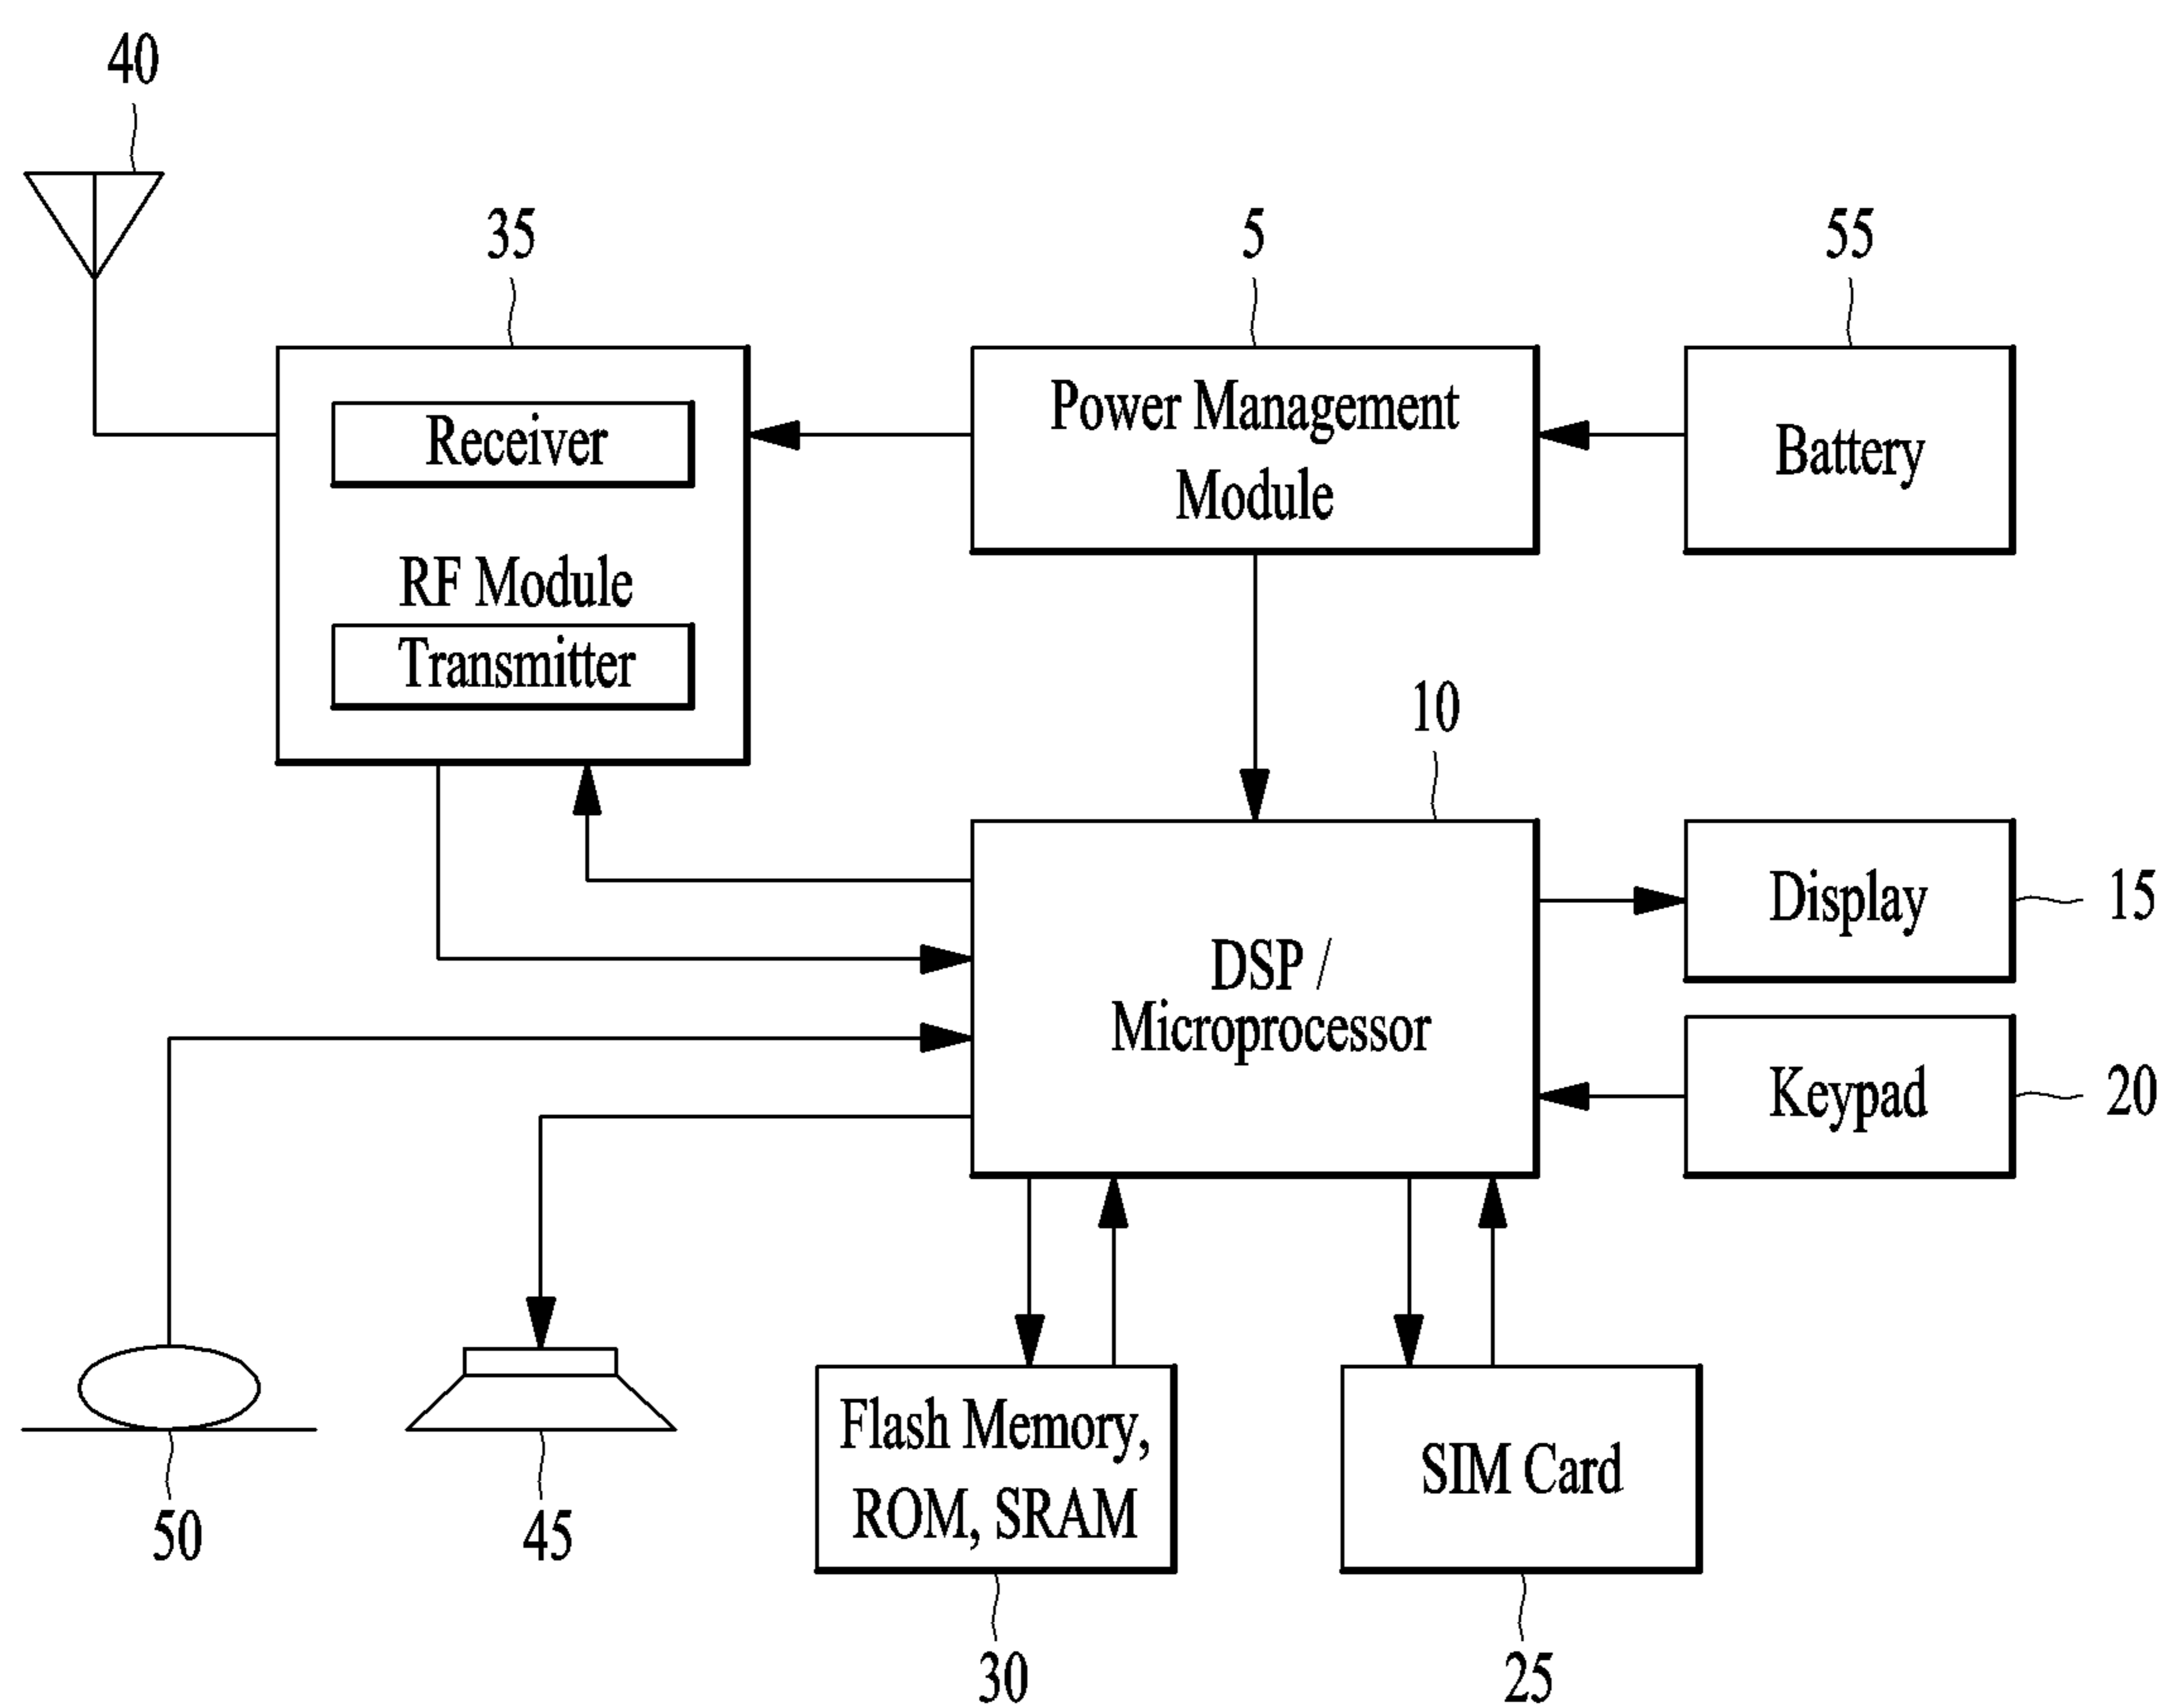 40
35
5
55
Receiver
RF Module
Transmitter
Power Management
Module
Battery
10
DSP /
Microprocessor
Display
15
Keypad
20
Flash Memory,
ROM, SRAM
SIM Card
50
45
30
25